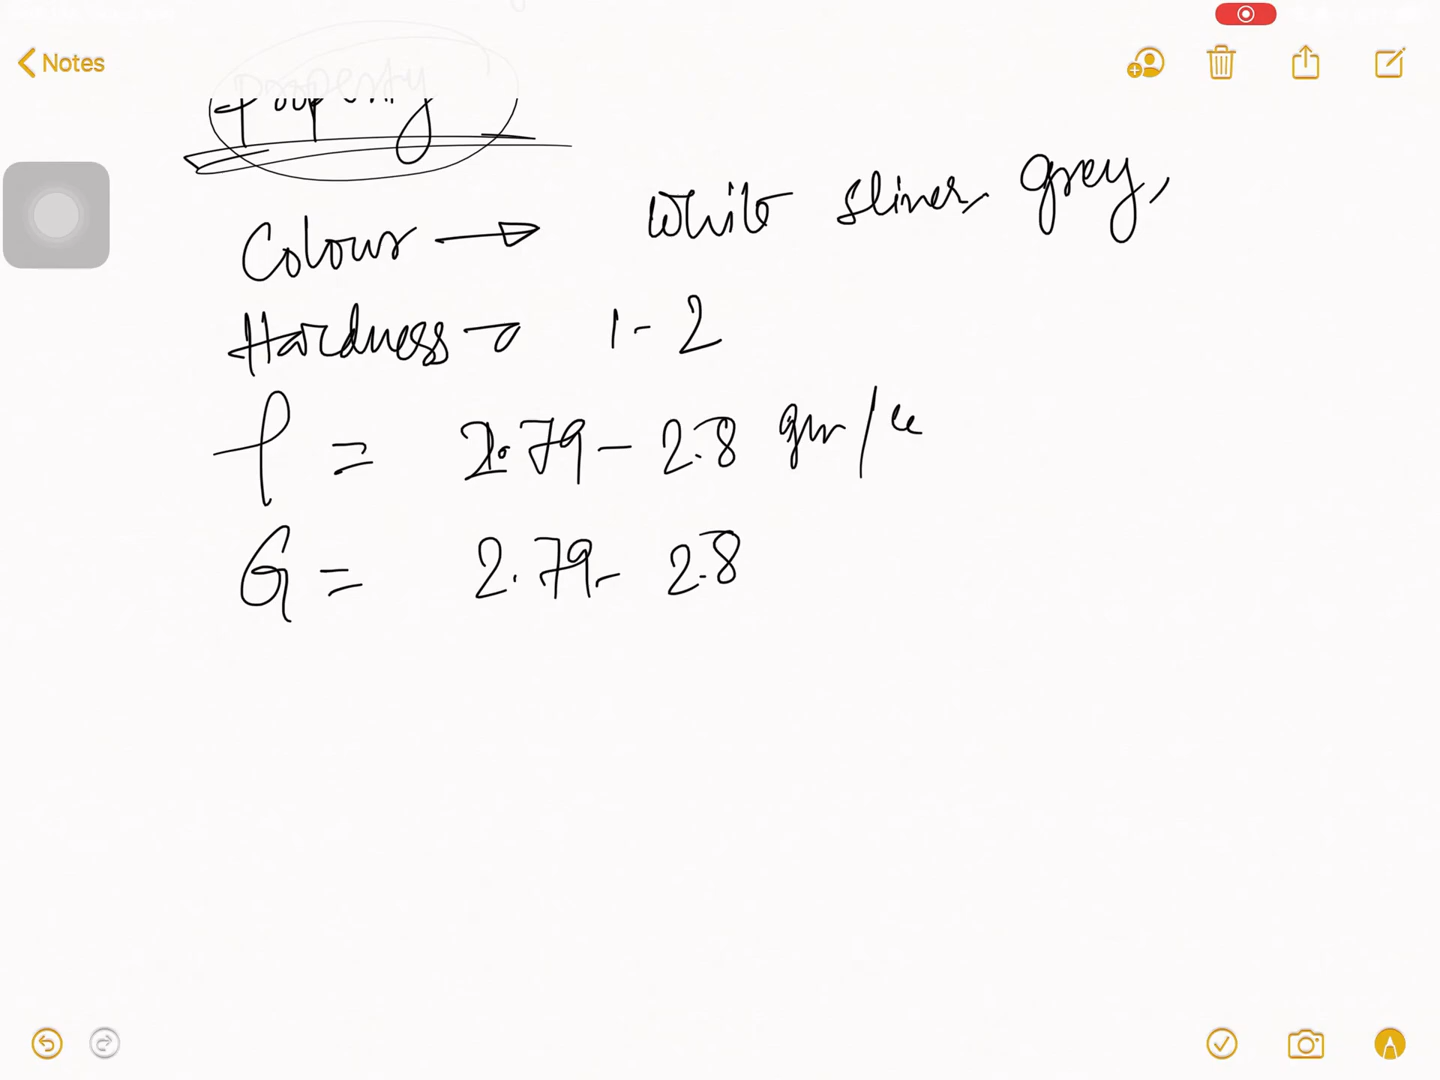 Notes
Property
Colour → White sliver, grey,
Hardness → 1-2
ρ = 2.79 - 2.8 gm/cc
G = 2.79 - 2.8